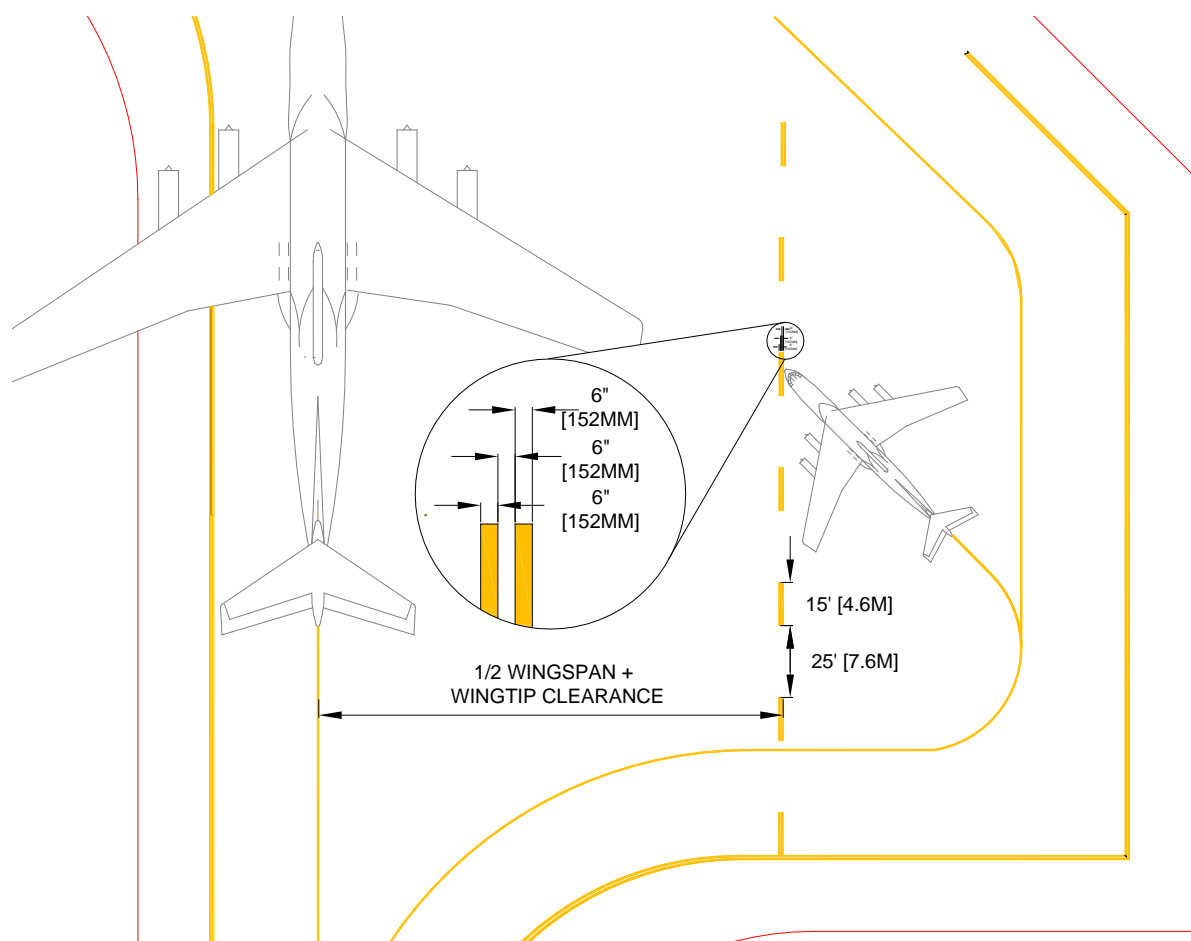 6"
[152MM]
6"
[152MM]
6"
[152MM]
15' [4.6M]
25' [7.6M]
1/2 WINGSPAN +
WINGTIP CLEARANCE